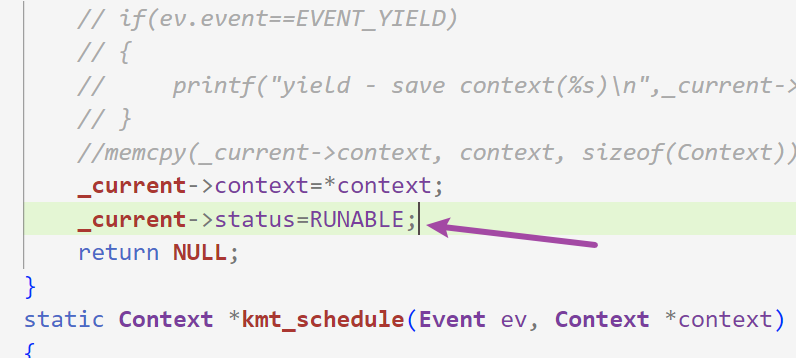 // if(ev.event==EVENT_YIELD)
// {
//     printf("yield - save context(%s)\n",_current->
// }
//memcpy(_current->context, context, sizeof(Context))
_current->context=*context;
_current->status=RUNABLE;
return NULL;
}
static Context *kmt_schedule(Event ev, Context *context)
{